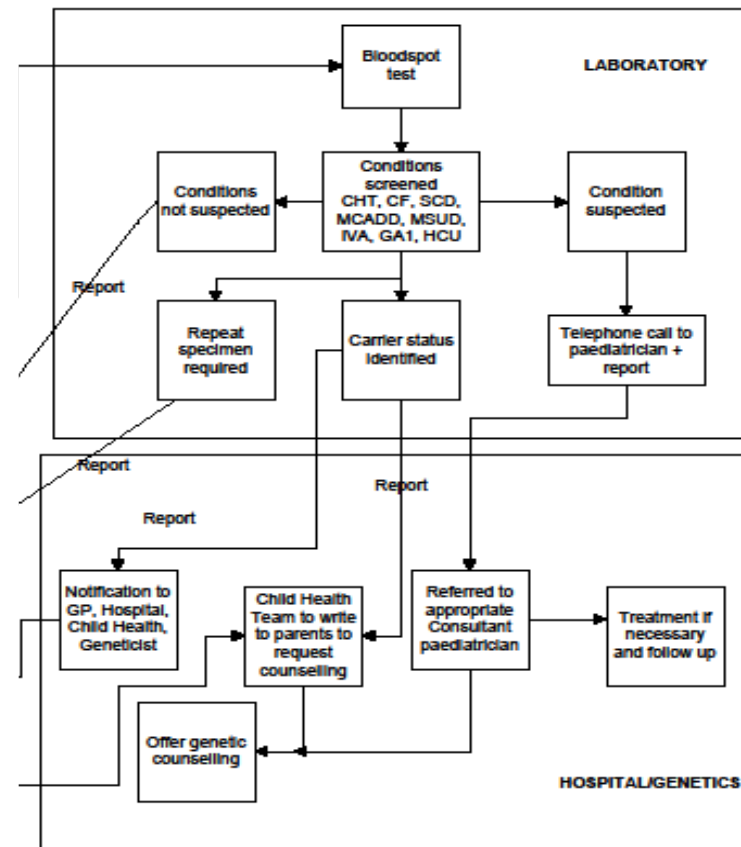 Bloodspot
test
LABORATORY
Conditions
not suspected
Conditions
screened
CHT, CF, SCD,
MCADD, MSUD,
IVA, GA1, HCU
Condition
suspected
Report
Repeat
specimen
required
Carrier status
identified
Telephone call to
paediatrician +
report
Report
Report
Report
Notification to
GP, Hospital,
Child Health,
Geneticist
Child Health
Team to write
to parents to
request
counselling
Referred to
appropriate
Consultant
paediatrician
Treatment if
necessary
and follow up
Offer genetic
counselling
HOSPITAL/GENETICS